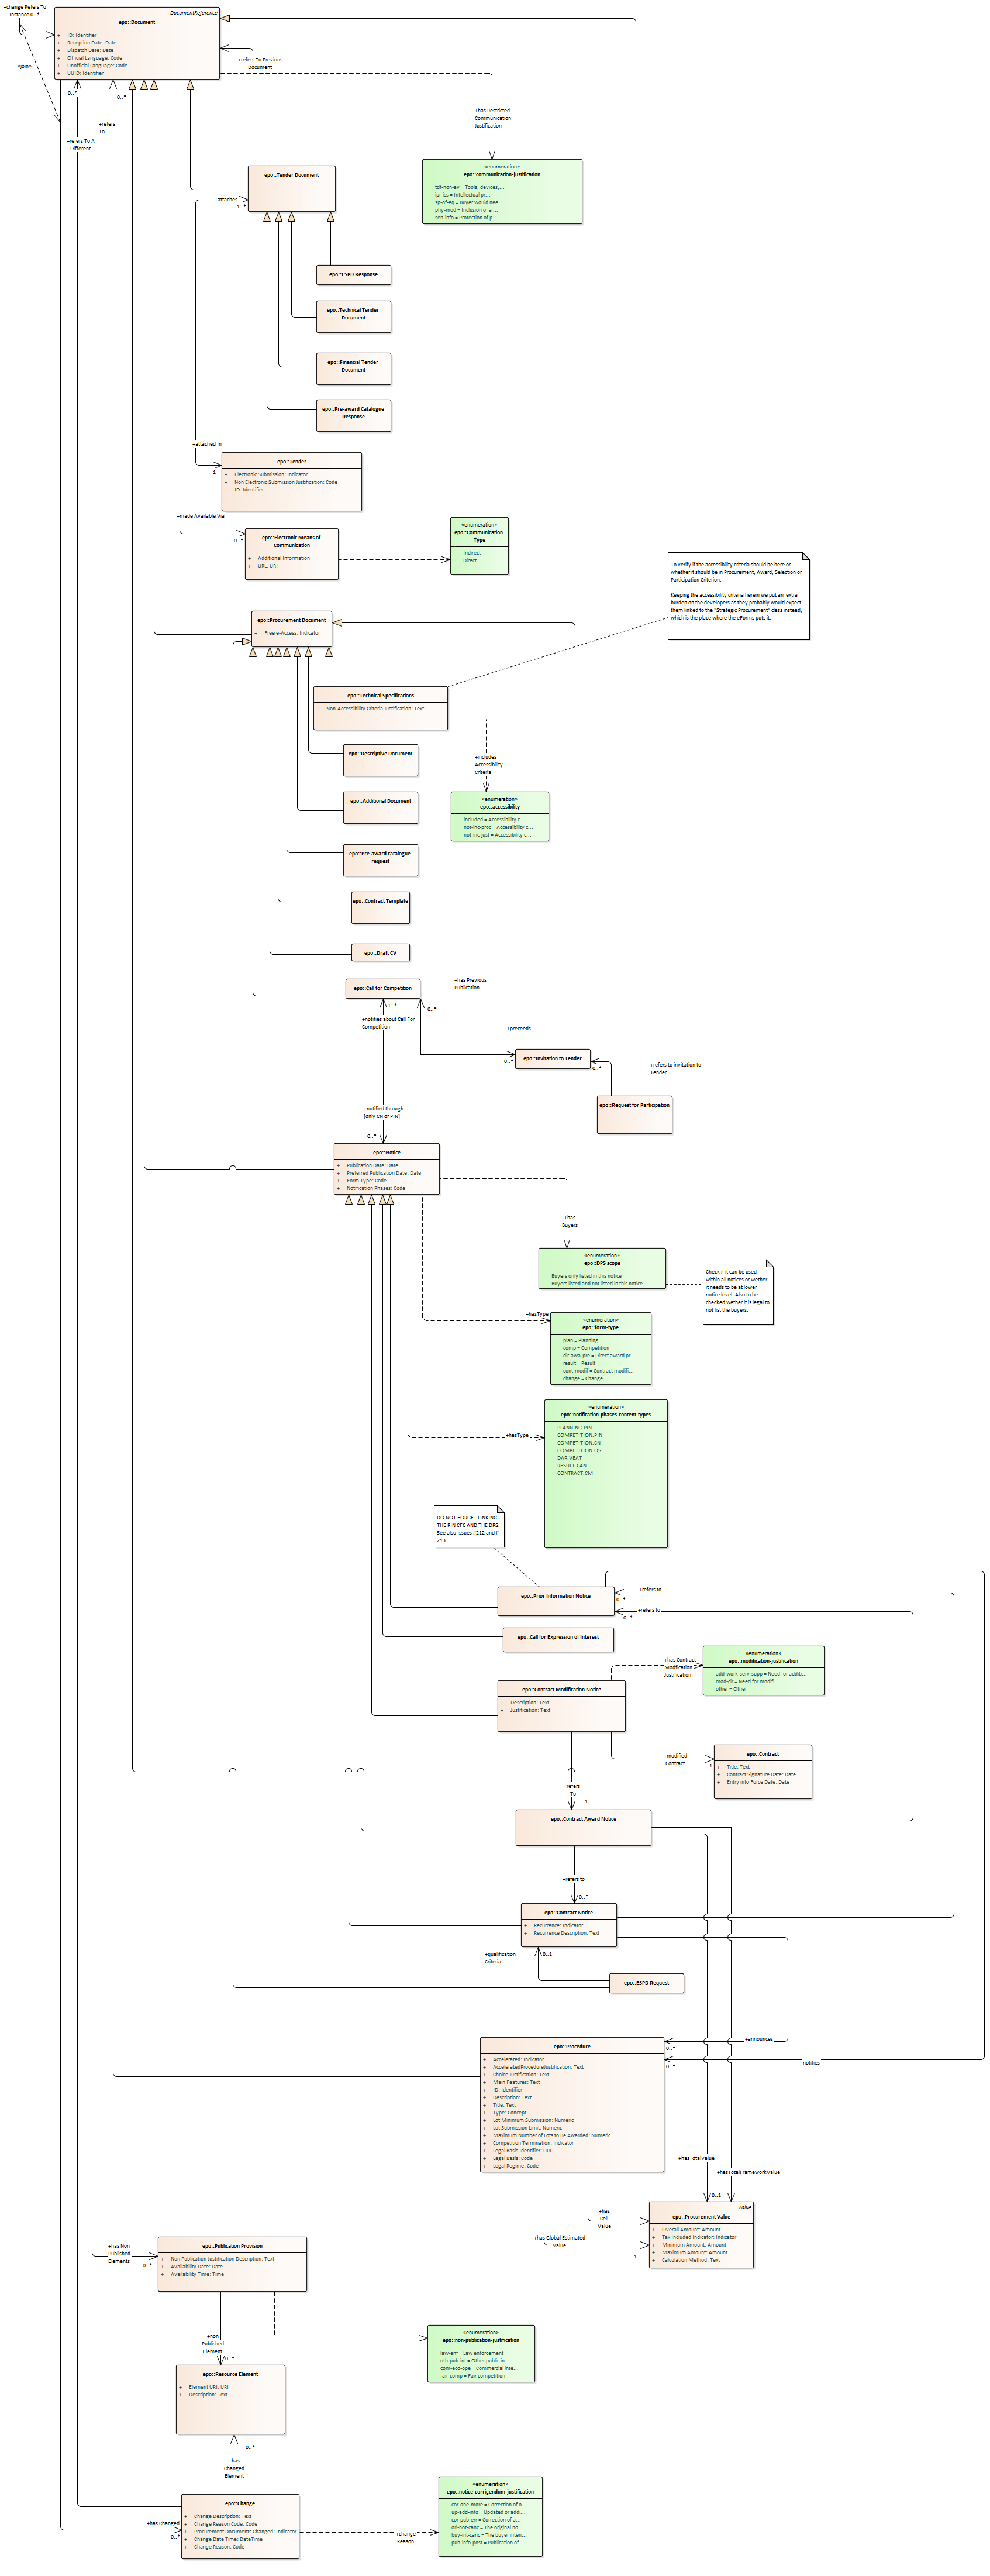 +change Refers To
Instance 0..*
DocumentReference
epo::Document
+ ID: Identifier
+ Reception Date: Date
+ Dispatch Date: Date
+ Official Language: Code
+ Unofficial Language: Code
+ UUID: Identifier
«join»
+refers To Previous
Document
0..*
0..*
+refers
To
+refers To A
Different
+has Restricted
Communication
Justification
«enumeration»
epo::communication-justification
tdf-non-av = Tools, devices,...
ipr-iss = Intellectual pr...
sp-of-eq = Buyer would nee...
phy-mod = Inclusion of a ...
sen-info = Protection of p...
epo::Tender Document
+attaches
1..*
epo::ESPD Response
epo::Technical Tender
Document
epo::Financial Tender
Document
epo::Pre-award Catalogue
Response
+attached in
1
epo::Tender
+ Electronic Submission: Indicator
+ Non Electronic Submission Justification: Code
+ ID: Identifier
+made Available Via
0..*
epo::Electronic Means of
Communication
+ Additional Information
+ URL: URI
«enumeration»
epo::Communication
Type
Indirect
Direct
To verify if the accessibility criteria should be here or
whether it should be in Procurement, Award, Selection or
Participation Criterion.
Keeping the accessibility criteria herein we put an extra
burden on the developers as they probably would expect
them linked to the "Strategic Procurement" class instead,
which is the place where the eForms puts it.
epo::Procurement Document
+ Free e-Access: Indicator
epo::Technical Specifications
+ Non-Accessibility Criteria Justification: Text
+includes
Accessibility
Criteria
epo::Descriptive Document
«enumeration»
epo::accessibility
included = Accessibility c...
not-inc-proc = Accessibility c...
not-inc-just = Accessibility c...
epo::Additional Document
epo::Pre-award catalogue
request
epo::Contract Template
epo::Draft CV
epo::Call for Competition
+has Previous
Publication
1..*
0..*
+notifies about Call For
Competition
+preceeds
0..*
epo::Invitation to Tender
0..*
+refers to Invitation to
Tender
epo::Request for Participation
+notified through
[only CN or PIN]
0..*
epo::Notice
+ Publication Date: Date
+ Preferred Publication Date: Date
+ Form Type: Code
+ Notification Phases: Code
+has
Buyers
«enumeration»
epo::DPS scope
Buyers only listed in this notice
Buyers listed and not listed in this notice
Check if it can be used
within all notices or wether
it needs to be at lower
notice level. Also to be
checked wether it is legal to
not list the buyers.
+hasType
«enumeration»
epo::form-type
plan = Planning
comp = Competition
dir-awa-pre = Direct award pr...
result = Result
cont-modif = Contract modifi...
change = Change
+hasType
«enumeration»
epo::notification-phases-content-types
PLANNING.PIN
COMPETITION.PIN
COMPETITION.CN
COMPETITION.QS
DAP.VEAT
RESULT.CAN
CONTRACT.CM
DO NOT FORGET LINKING
THE PIN CFC AND THE DPS.
See also issues #212 and #
213.
epo::Prior Information Notice
+refers to
0..*
+refers to
0..*
epo::Call for Expression of Interest
+has Contract
Modfication
Justification
«enumeration»
epo::modification-justification
add-work-serv-supp = Need for additi...
mod-cir = Need for modifi...
other = Other
epo::Contract Modification Notice
+ Description: Text
+ Justification: Text
+modified
Contract
1
epo::Contract
+ Title: Text
+ Contract Signature Date: Date
+ Entry into Force Date: Date
refers
To
1
epo::Contract Award Notice
+refers to
0..*
epo::Contract Notice
+ Recurrence: Indicator
+ Recurrence Description: Text
+qualification
Criteria
0..1
epo::ESPD Request
+announces
0..*
0..*
notifies
epo::Procedure
+ Accelerated: Indicator
+ AcceleratedProcedureJustification: Text
+ Choice Justification: Text
+ Main Features: Text
+ ID: Identifier
+ Description: Text
+ Title: Text
+ Type: Concept
+ Lot Minimum Submission: Numeric
+ Lot Submission Limit: Numeric
+ Maximum Number of Lots to Be Awarded: Numeric
+ Competition Termination: Indicator
+ Legal Basis Identifier: URI
+ Legal Basis: Code
+ Legal Regime: Code
+hasTotalValue
+hasTotalFrameworkValue
0..1
+has
Ceil
Value
+has Global Estimated
Value
1
Value
epo::Procurement Value
+ Overall Amount: Amount
+ Tax Included Indicator: Indicator
+ Minimum Amount: Amount
+ Maximum Amount: Amount
+ Calculation Method: Text
+has Non
Published
Elements
0..*
epo::Publication Provision
+ Non Publication Justification Description: Text
+ Availability Date: Date
+ Availability Time: Time
+non
Published
Element
0..*
«enumeration»
epo::non-publication-justification
law-enf = Law enforcement
oth-pub-int = Other public in...
com-eco-ope = Commercial inte...
fair-comp = Fair competition
epo::Resource Element
+ Element URI: URI
+ Description: Text
0..*
+has
Changed
Element
epo::Change
+ Change Description: Text
+ Change Reason Code: Code
+ Procurement Documents Changed: Indicator
+ Change Date Time: DateTime
+ Change Reason: Code
+has Changed
0..*
+change
Reason
«enumeration»
epo::notice-corrigendum-justification
cor-one-more = Correction of o...
up-add-info = Updated or addi...
cor-pub-err = Correction of a...
ori-not-canc = The original no...
buy-int-canc = The buyer inten...
pub-info-post = Publication of ...